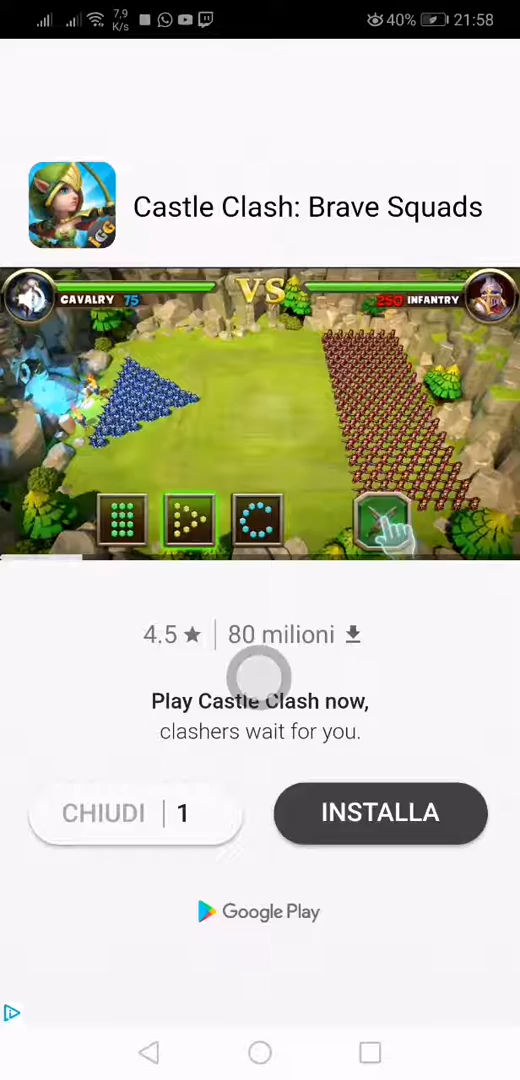 7,9
K/s
40%
21:58
IGG
Castle Clash: Brave Squads
CAVALRY 75
VS
250 INFANTRY
4.5 ★ | 80 milioni
Play Castle Clash now,
clashers wait for you.
CHIUDI | 1
INSTALLA
Google Play